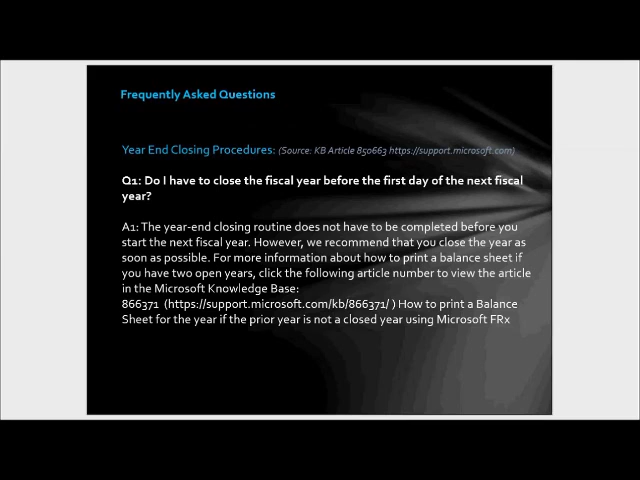 Frequently Asked Questions
Year End Closing Procedures: (Source: KB Article 850663 https://support.microsoft.com)
Q1: Do I have to close the fiscal year before the first day of the next fiscal
year?
A1: The year-end closing routine does not have to be completed before you
start the next fiscal year. However, we recommend that you close the year as
soon as possible. For more information about how to print a balance sheet if
you have two open years, click the following article number to view the article
in the Microsoft Knowledge Base:
866371 (https://support.microsoft.com/kb/866371/ ) How to print a Balance
Sheet for the year if the prior year is not a closed year using Microsoft FRx